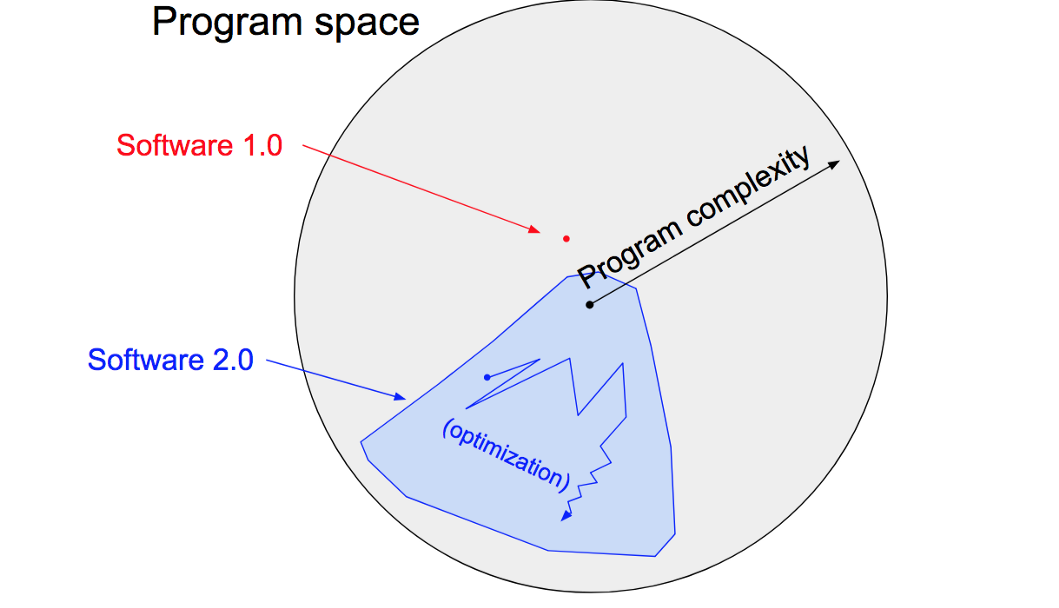 Program space
Software 1.0
Program complexity
Software 2.0
(optimization)